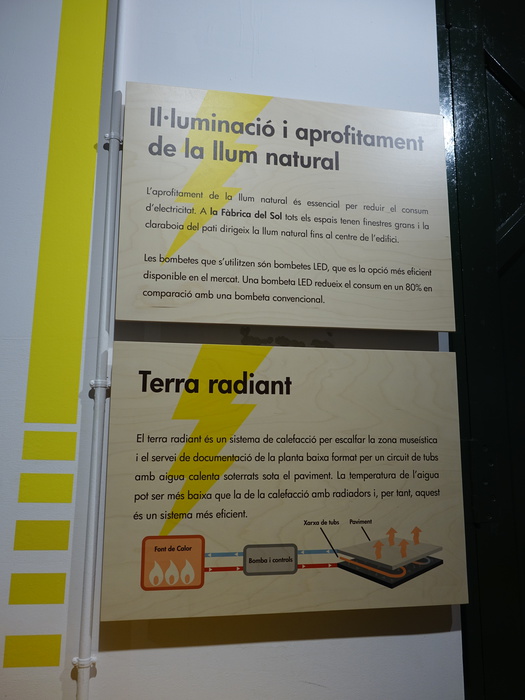 Il·luminació i aprofitament
de la llum natural
L'aprofitament de la llum natural és essencial per reduir el consum
d'electricitat. A la Fàbrica del Sol tots els espais tenen finestres grans i la
claraboia del pati dirigeix la llum natural fins al centre de l'edifici.
Les bombetes que s'utilitzen són bombetes LED, que es la opció més eficient
disponible en el mercat. Una bombeta LED redueix el consum en un 80% en
comparació amb una bombeta convencional.
Terra radiant
El terra radiant és un sistema de calefacció per escalfar la zona museística
i el servei de documentació de la planta baixa format per un circuit de tubs
amb aigua calenta soterrats sota el paviment. La temperatura de l'aigua
pot ser més baixa que la de la calefacció amb radiadors i, per tant, aquest
és un sistema més eficient.
Xarxa de tubs Paviment
Font de Calor
Bomba i controls